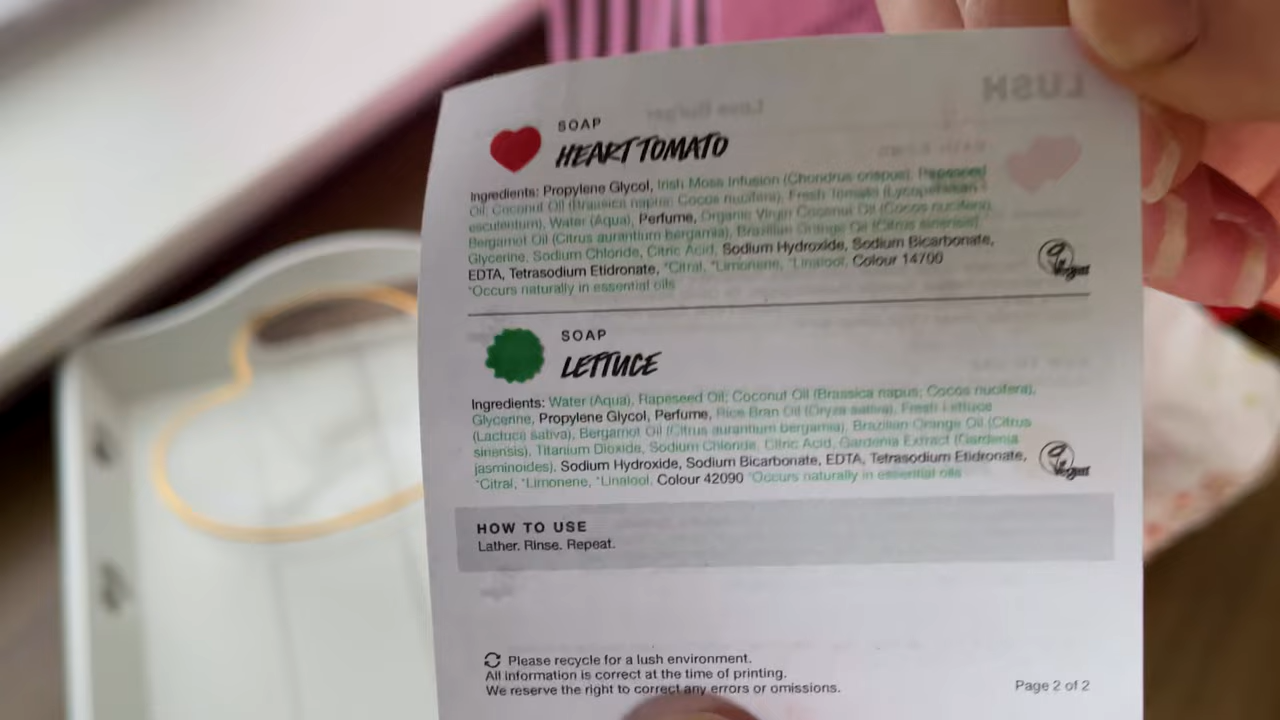 LUSH
Love Burger
SOAP
HEART TOMATO
Ingredients: Propylene Glycol, Irish Moss Infusion (Chondrus crispus), Rapeseed
Oil; Coconut Oil (Brassica napus; Cocos nucifera), Fresh Tomato (Lycopersican
esculentum), Water (Aqua), Perfume, Organic Virgin Coconut Oil (Cocos nucifera),
Bergamot Oil (Citrus aurantium bergamia), Brazilian Orange Oil (Citrus sinensis),
Glycerine, Sodium Chloride, Citric Acid, Sodium Hydroxide, Sodium Bicarbonate,
EDTA, Tetrasodium Etidronate, *Citral, *Limonene, *Linalool, Colour 14700
*Occurs naturally in essential oils
Vegan
SOAP
LETTUCE
Ingredients: Water (Aqua), Rapeseed Oil; Coconut Oil (Brassica napus; Cocos nucifera),
Glycerine, Propylene Glycol, Perfume, Rice Bran Oil (Oryza sativa), Fresh Lettuce
(Lactuca sativa), Bergamot Oil (Citrus aurantium bergamia), Brazilian Orange Oil (Citrus
sinensis), Titanium Dioxide, Sodium Chloride, Citric Acid, Gardenia Extract (Gardenia
jasminoides), Sodium Hydroxide, Sodium Bicarbonate, EDTA, Tetrasodium Etidronate,
*Citral, *Limonene, *Linalool, Colour 42090 *Occurs naturally in essential oils
Vegan
HOW TO USE
Lather. Rinse. Repeat.
Please recycle for a lush environment.
All information is correct at the time of printing.
We reserve the right to correct any errors or omissions.
Page 2 of 2